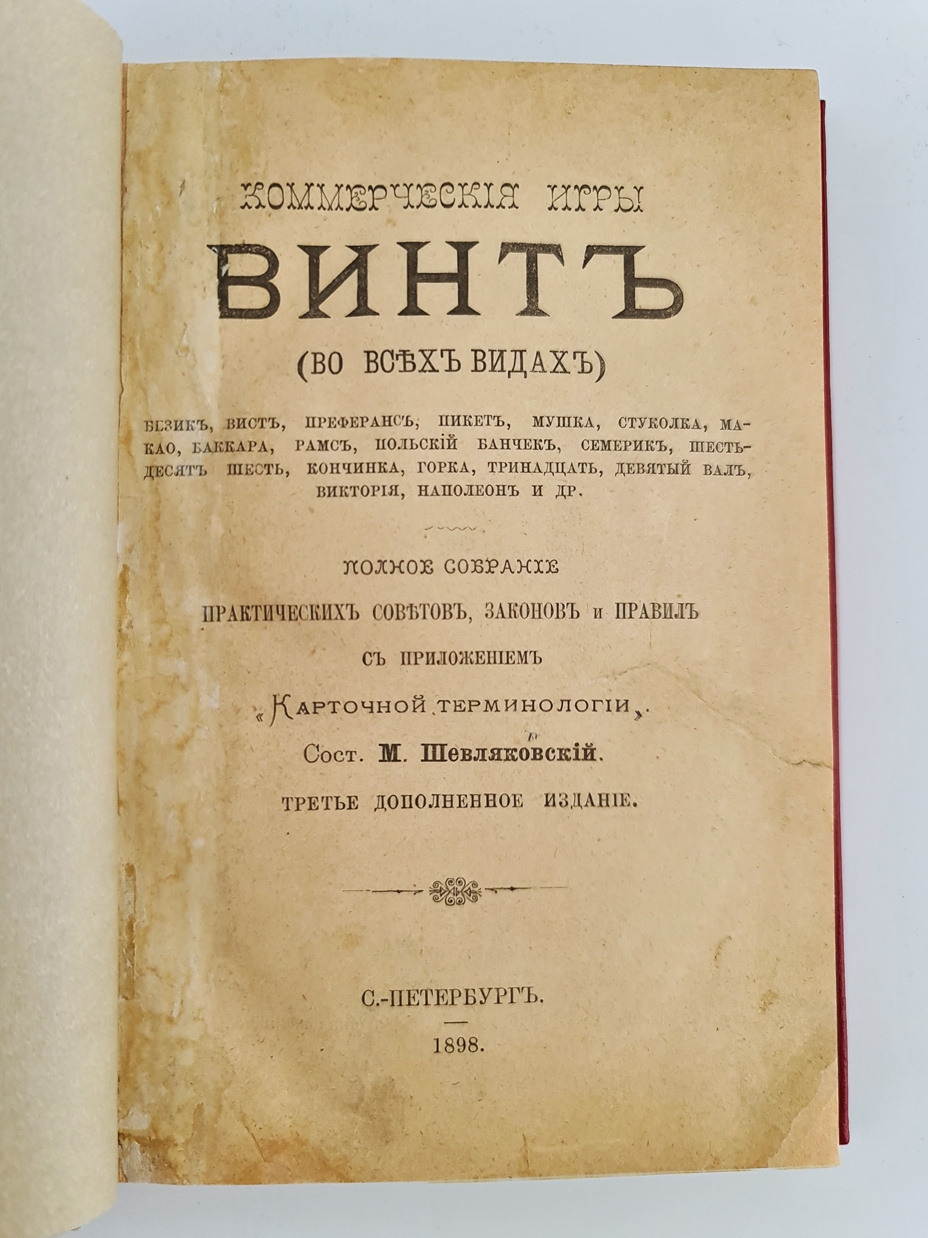 КОММЕРЧЕСКІЯ ИГРЫ
ВИНТЪ
(ВО ВСѢХЪ ВИДАХЪ)
БЕЗИКЪ, ВИСТЪ, ПРЕФЕРАНСЪ, ПИКЕТЪ, МУШКА, СТУКОЛКА, МА-
КАО, БАККАРА, РАМСЪ, ПОЛЬСКІЙ БАНЧЕКЪ, СЕМЕРИКЪ, ШЕСТЬ-
ДЕСЯТЪ ШЕСТЬ, КОНЧИНКА, ГОРКА, ТРИНАДЦАТЬ, ДЕВЯТЫЙ ВАЛЪ,
ВИКТОРІЯ, НАПОЛЕОНЪ И ДР.
ПОЛНОЕ СОБРАНІЕ
ПРАКТИЧЕСКИХЪ СОВѢТОВЪ, ЗАКОНОВЪ и ПРАВИЛЪ
СЪ ПРИЛОЖЕНІЕМЪ
„КАРТОЧНОЙ ТЕРМИНОЛОГІИ„.
Сост. М. Шевляковскій.
ТРЕТЬЕ ДОПОЛНЕННОЕ ИЗДАНІЕ.
С.-ПЕТЕРБУРГЪ.
1898.